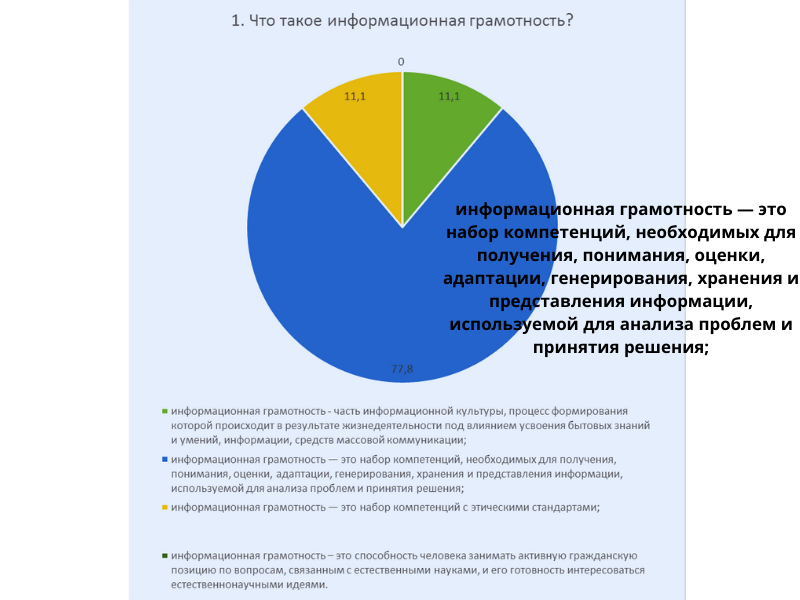 1. Что такое информационная грамотность?
0
11,1
11,1
информационная грамотность — это
набор компетенций, необходимых для
получения, понимания, оценки,
адаптации, генерирования, хранения и
представления информации,
используемой для анализа проблем и
принятия решения;
77,8
информационная грамотность - часть информационной культуры, процесс формирования
которой происходит в результате жизнедеятельности под влиянием усвоения бытовых знаний
и умений, информации, средств массовой коммуникации;
информационная грамотность — это набор компетенций, необходимых для получения,
понимания, оценки, адаптации, генерирования, хранения и представления информации,
используемой для анализа проблем и принятия решения;
информационная грамотность — это набор компетенций с этическими стандартами;
информационная грамотность – это способность человека занимать активную гражданскую
позицию по вопросам, связанным с естественными науками, и его готовность интересоваться
естественнонаучными идеями.